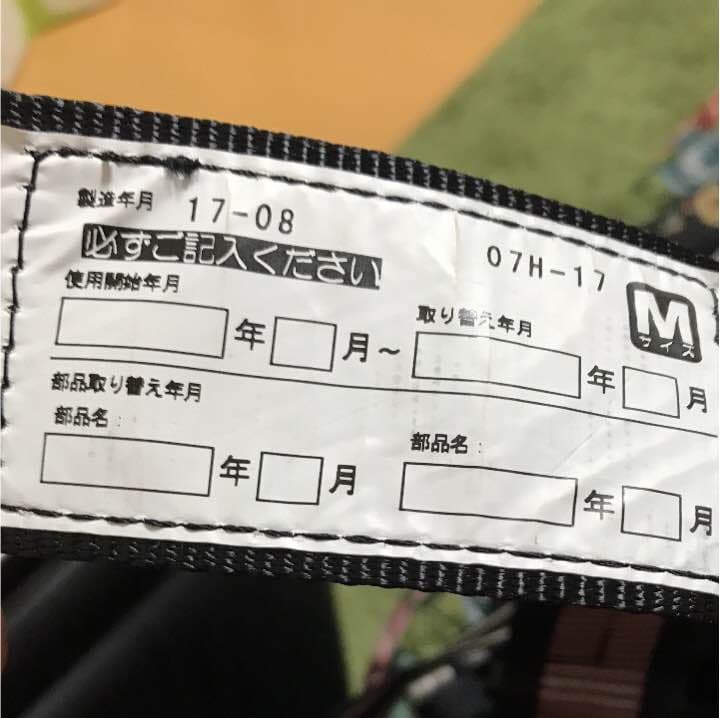 製造年月 17-08
07H-17
Mサイズ
必ずご記入ください
使用開始年月
年 月～
取り替え年月
年 月
部品取り替え年月
部品名:
年 月
部品名:
年 月